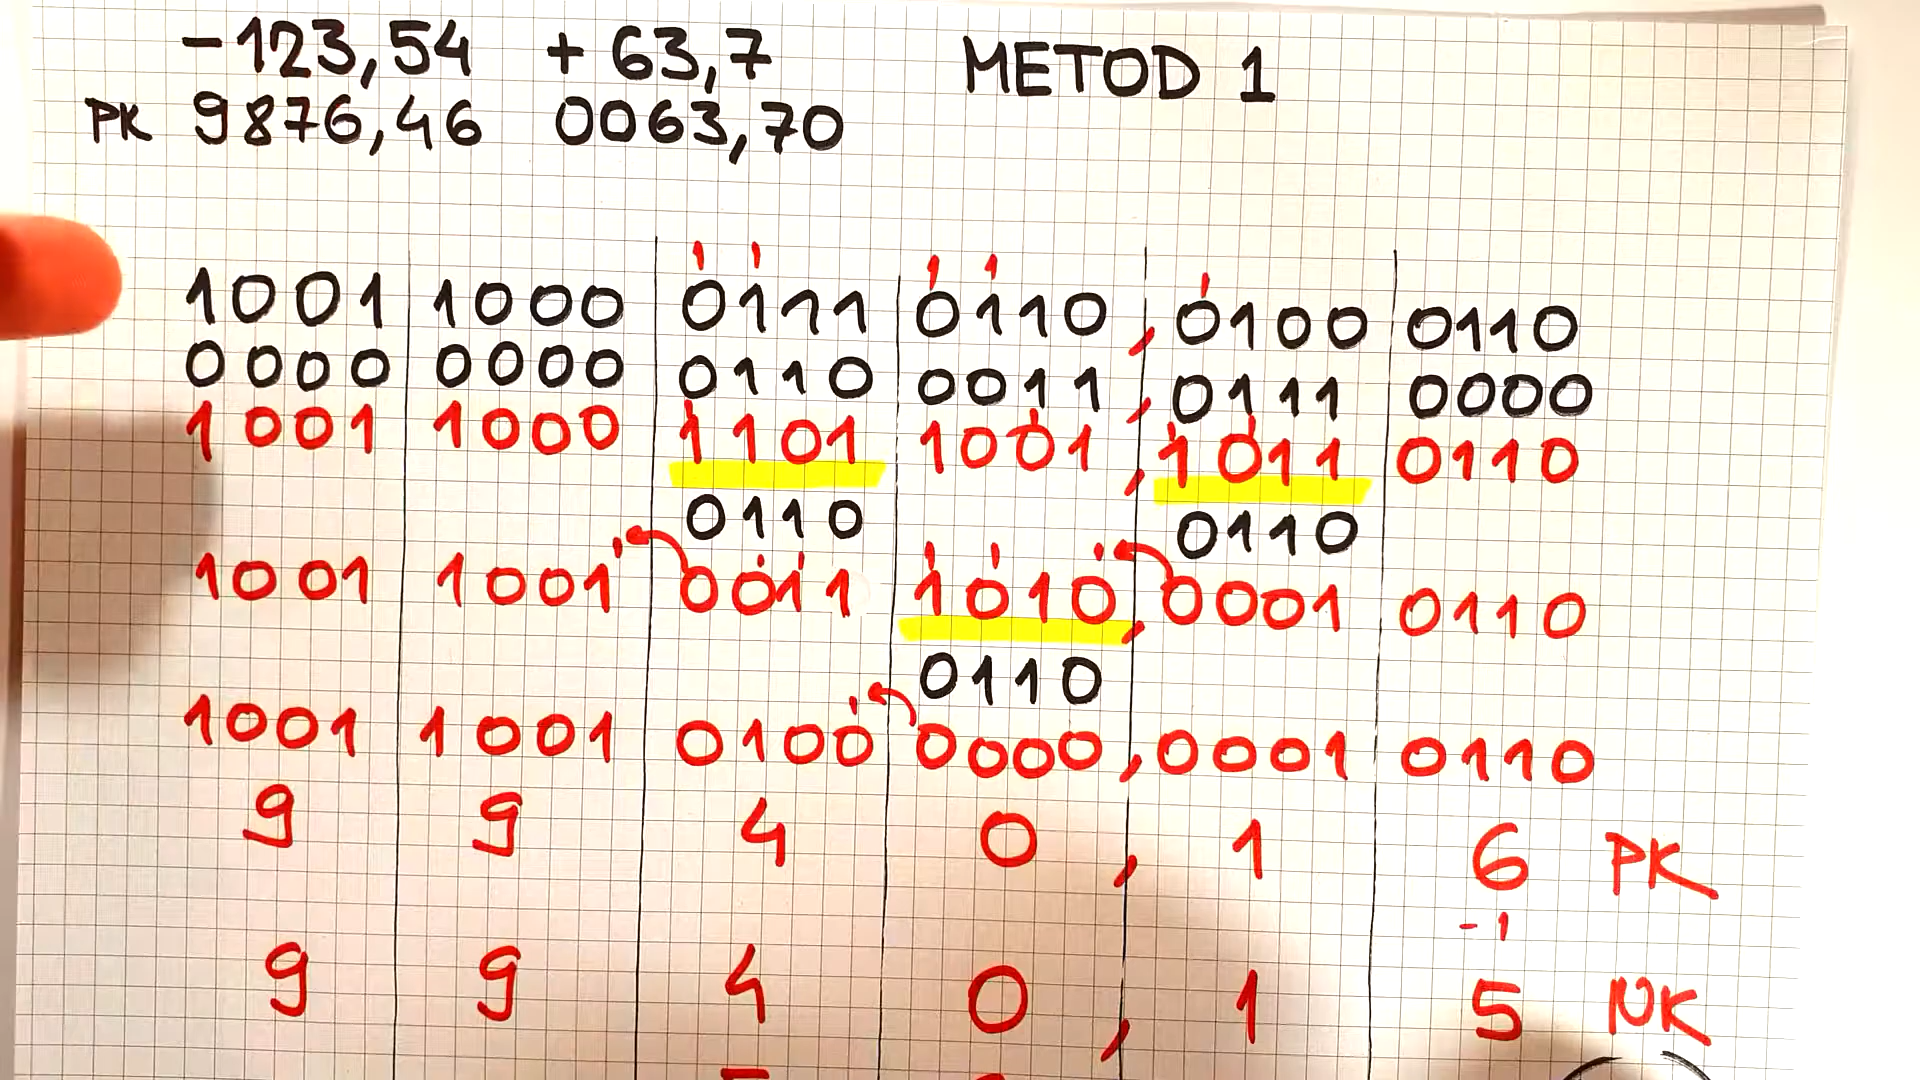 -123,54 + 63,7 METOD 1
PK 9876,46 0063,70
1 1 1 1 1
1001 1000 0111 0110 , 0100 0110
0000 0000 0110 0011 , 0111 0000
1001 1000 1101 1001 , 1011 0110
0110 0110
1001 1001 0011 1010 , 0001 0110
0110
1001 1001 0100 0000 , 0001 0110
9 9 4 0 , 1 6 PK
-1
9 9 4 0 , 1 5 NK